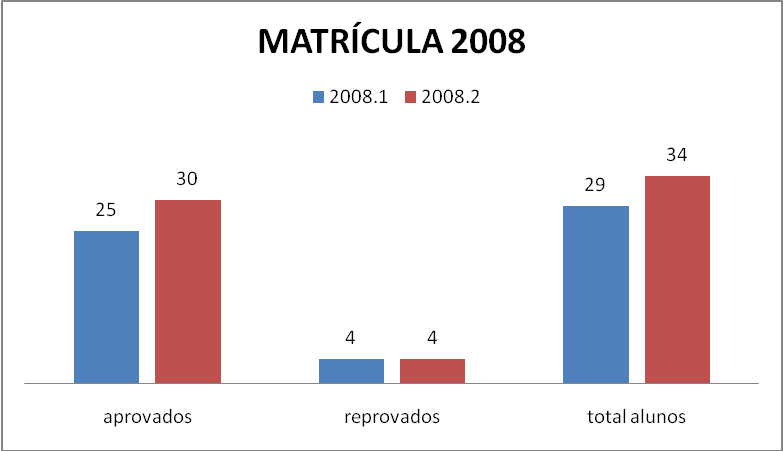 MATRÍCULA 2008
2008.1 2008.2
25 30 4 4 29 34
aprovados reprovados total alunos